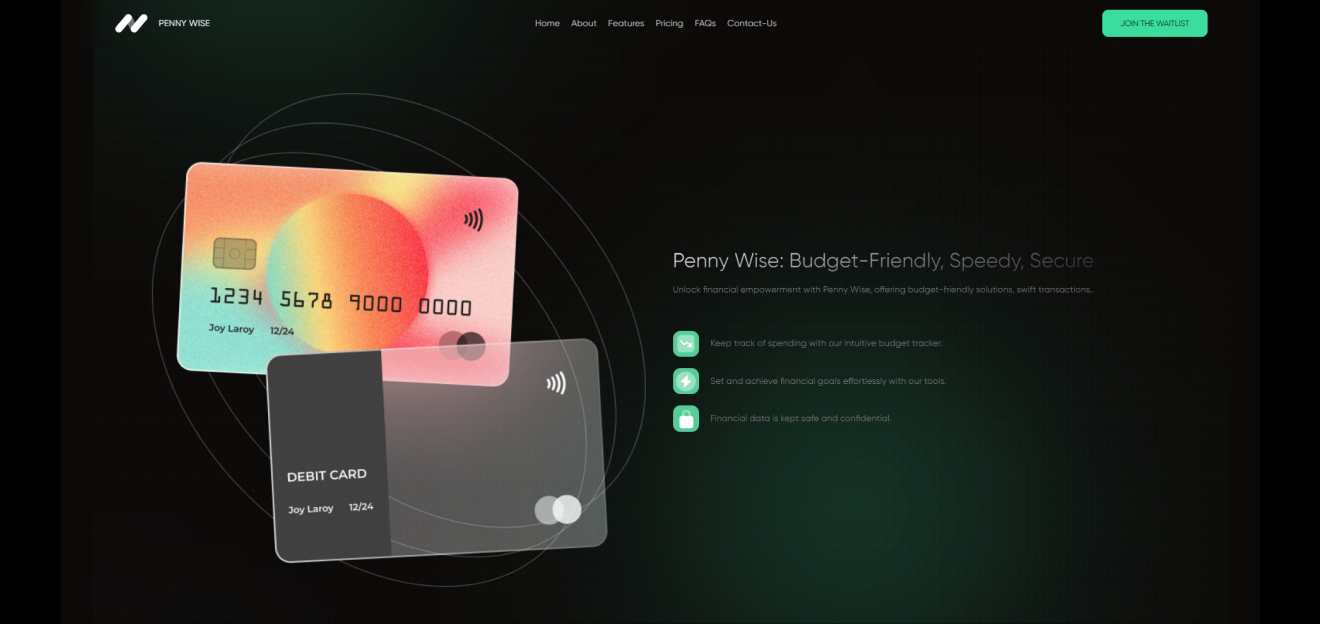 PENNY WISE
Home About Features Pricing FAQs Contact-Us
JOIN THE WAITLIST
1234 5678 9000 0000
Joy Laroy 12/24
DEBIT CARD
Joy Laroy 12/24
Penny Wise: Budget-Friendly, Speedy, Secure
Unlock financial empowerment with Penny Wise, offering budget-friendly solutions, swift transactions..
Keep track of spending with our intuitive budget tracker.
Set and achieve financial goals effortlessly with our tools.
Financial data is kept safe and confidential.